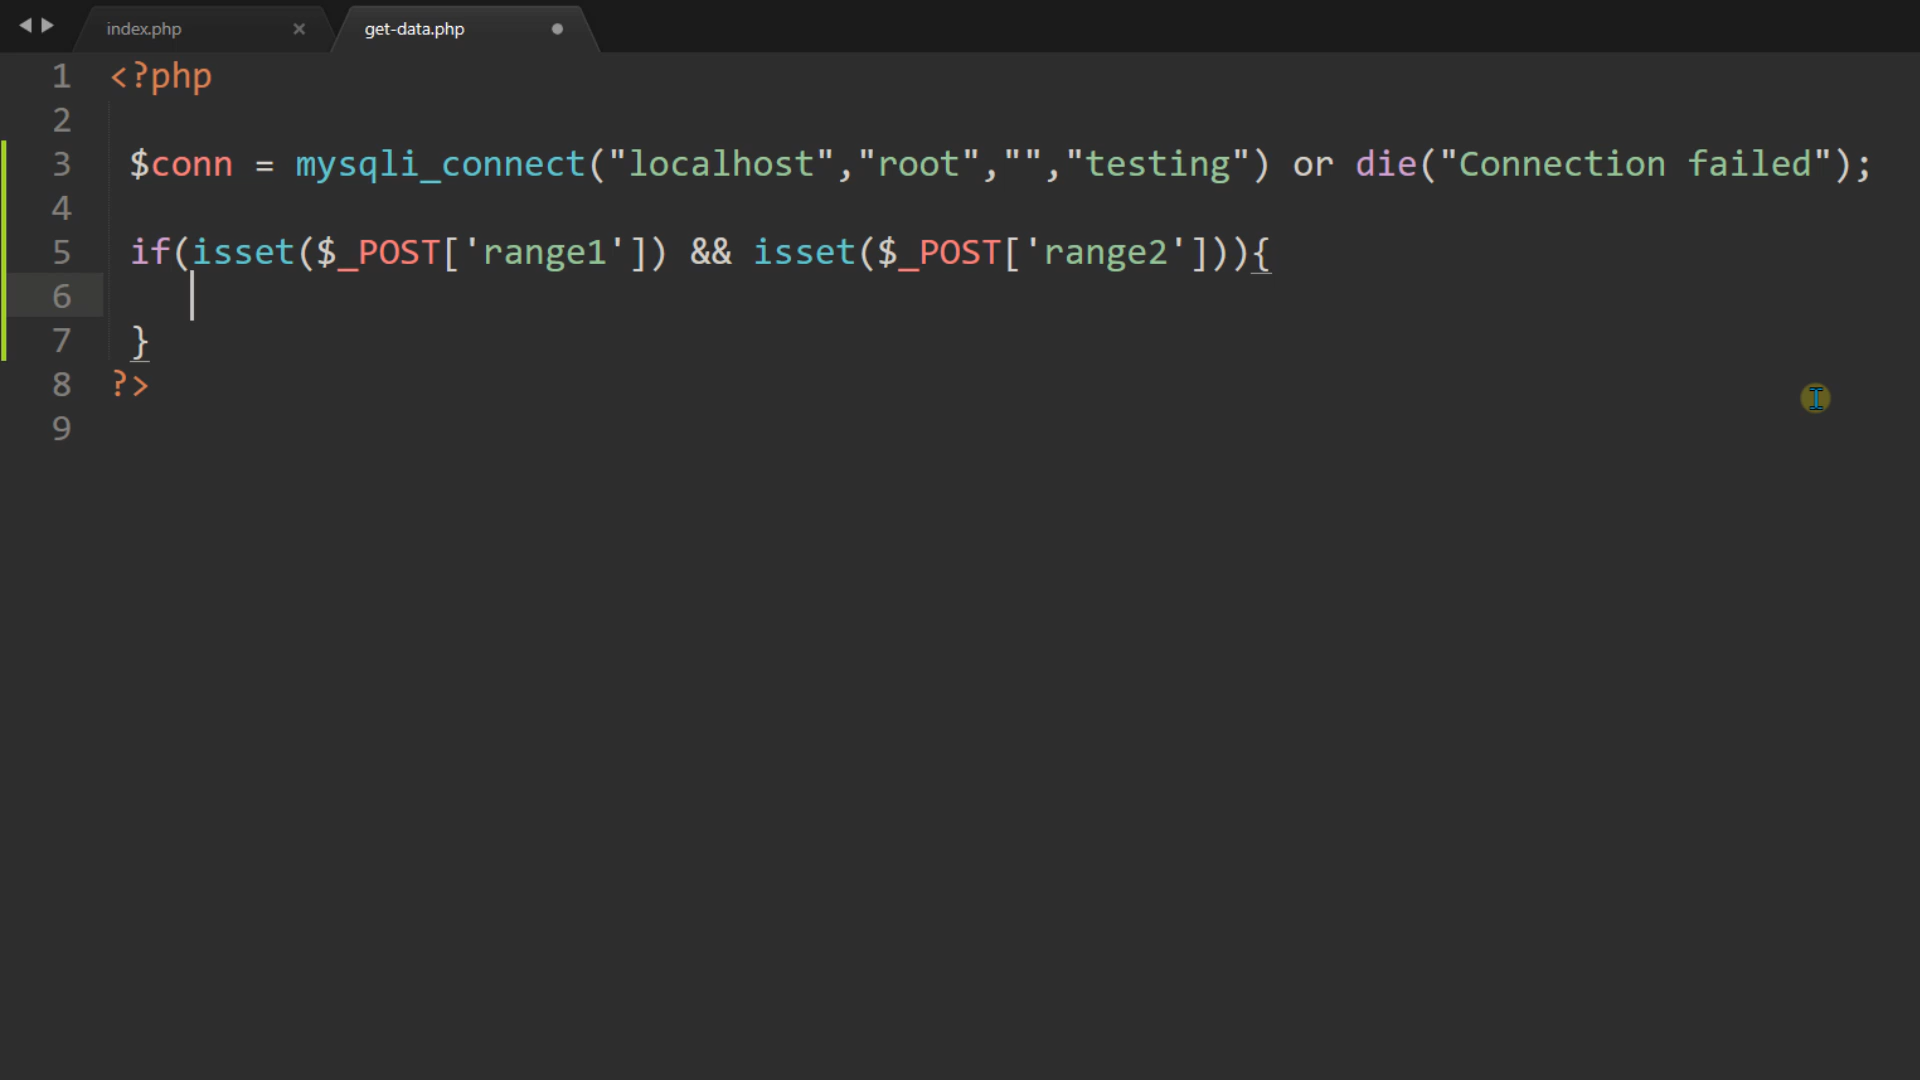 index.php
get-data.php
1 <?php
2
3 $conn = mysqli_connect("localhost","root","","testing") or die("Connection failed");
4
5 if(isset($_POST['range1']) && isset($_POST['range2'])){
6
7 }
8 ?>
9